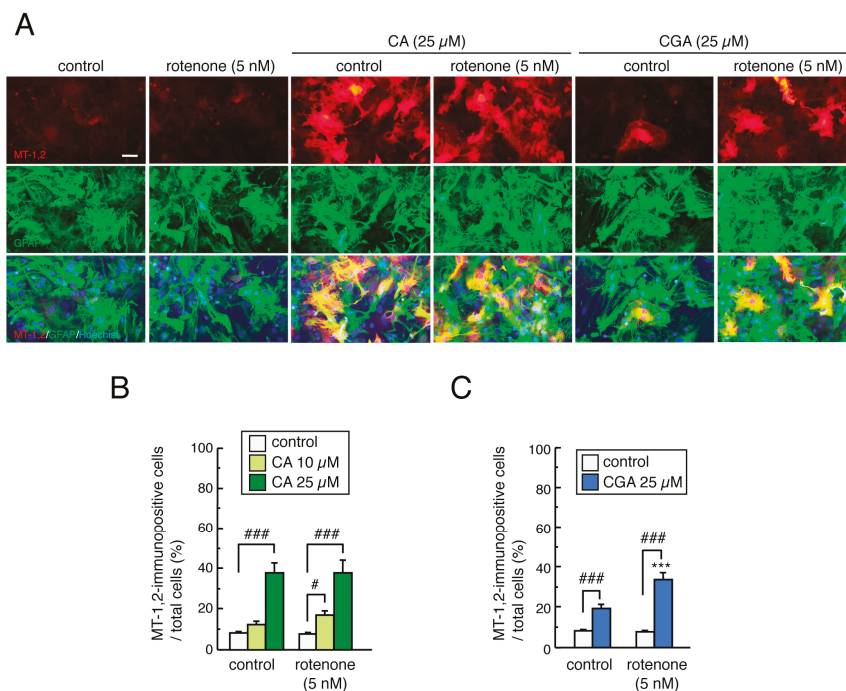 A
CA (25 µM)
CGA (25 µM)
control
rotenone (5 nM)
control
rotenone (5 nM)
control
rotenone (5 nM)
MT-1,2
GFAP
MT-1,2/GFAP/Hoechist
B
MT-1,2-immunopositive cells
/ total cells (%)
100
80
60
40
20
0
control
CA 10 µM
CA 25 µM
###
###
#
control
rotenone
(5 nM)
C
MT-1,2-immunopositive cells
/ total cells (%)
100
80
60
40
20
0
control
CGA 25 µM
###
###
***
control
rotenone
(5 nM)